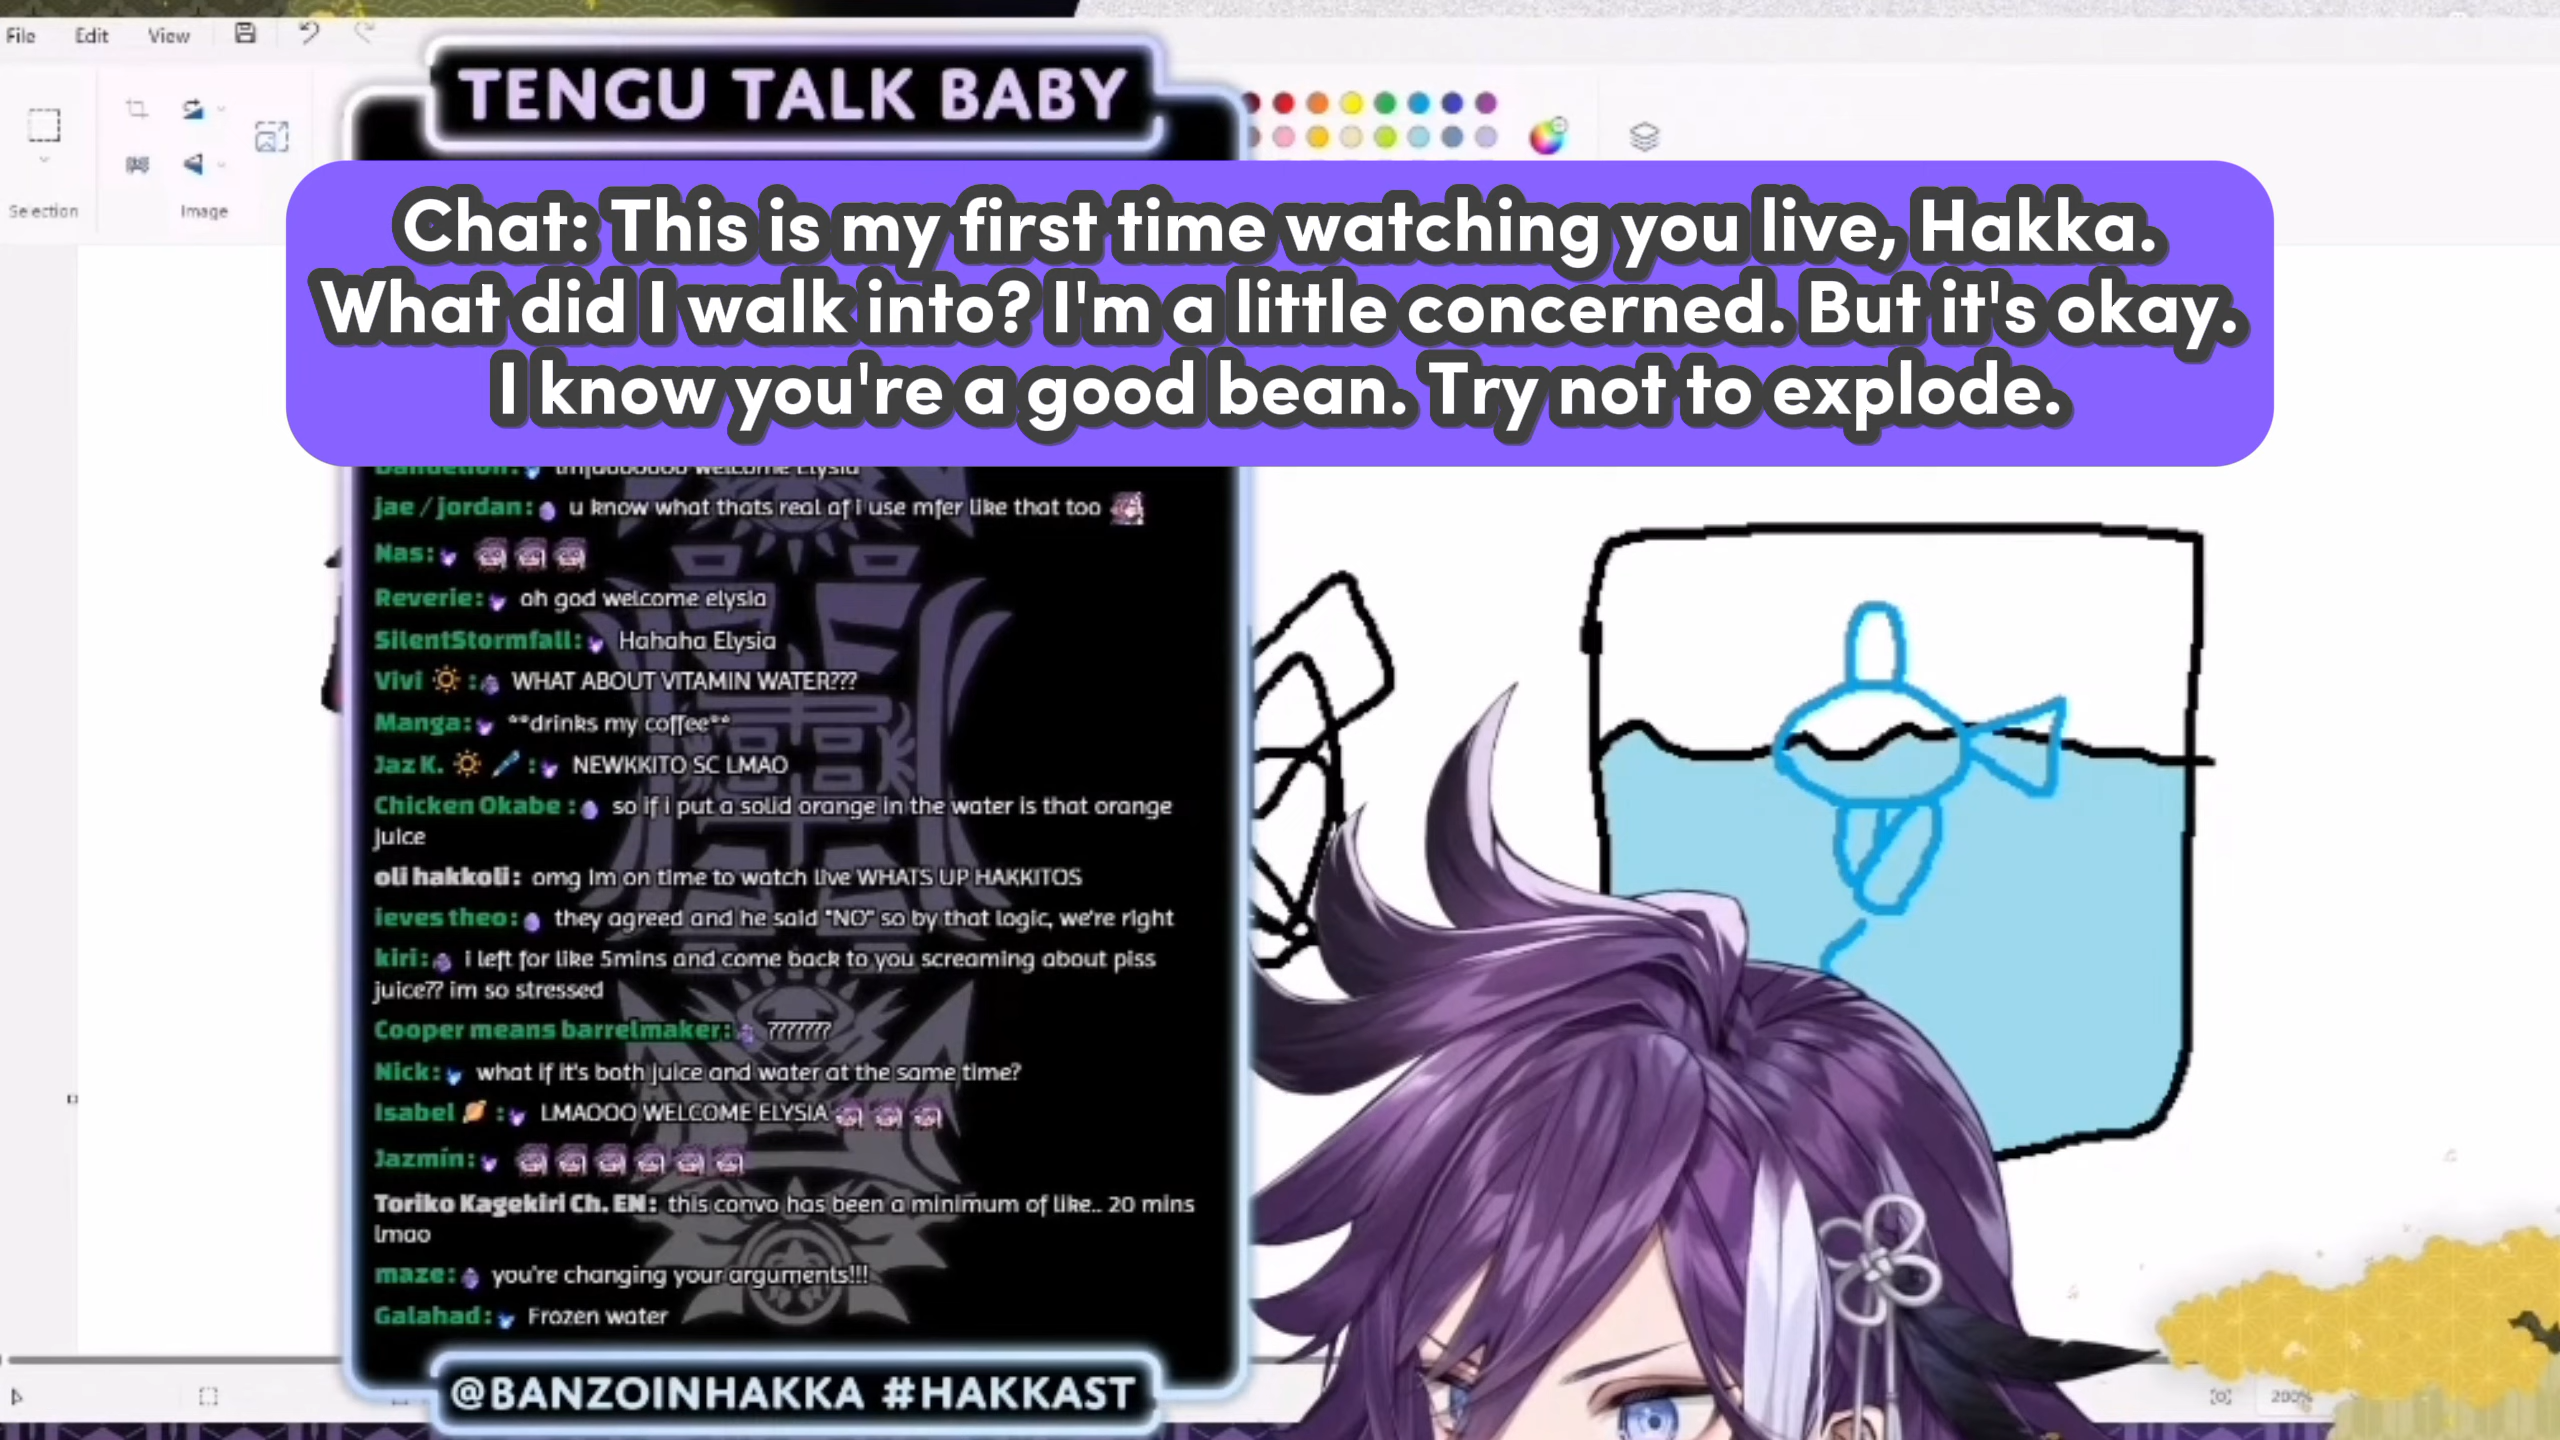 File Edit View
TENGU TALK BABY
Selection
Image
Chat: This is my first time watching you live, Hakka.
What did I walk into? I'm a little concerned. But it's okay.
I know you're a good bean. Try not to explode.
welcome Elysia
jae / jordan: u know what thats real af i use mfer like that too
Nas:
Reverie: oh god welcome elysia
SilentStormfall: Hahaha Elysia
Vivi : WHAT ABOUT VITAMIN WATER???
Manga: **drinks my coffee**
Jaz K. : NEWKKITO SC LMAO
Chicken Okabe : so if i put a solid orange in the water is that orange
juice
oli hakkoli: omg im on time to watch live WHATS UP HAKKITOS
ieves theo: they agreed and he said "NO" so by that logic, we're right
kiri: i left for like 5mins and come back to you screaming about piss
juice?? im so stressed
Cooper means barrelmaker: ???????
Nick: what if it's both juice and water at the same time?
Isabel : LMAOOO WELCOME ELYSIA
Jazmin:
Toriko Kagekiri Ch. EN: this convo has been a minimum of like.. 20 mins
lmao
maze: you're changing your arguments!!!
Galahad: Frozen water
@BANZOINHAKKA #HAKKAST
200%